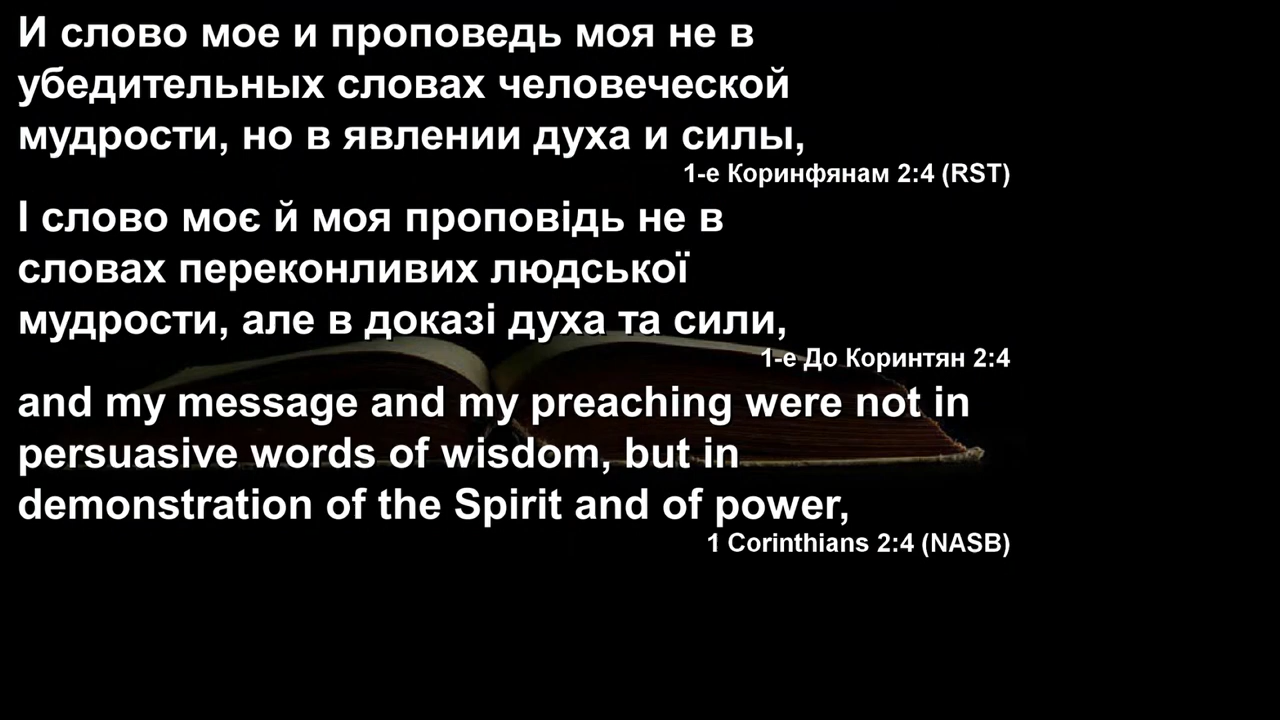 И слово мое и проповедь моя не в
убедительных словах человеческой
мудрости, но в явлении духа и силы,
1-е Коринфянам 2:4 (RST)
І слово моє й моя проповідь не в
словах переконливих людської
мудрости, але в доказі духа та сили,
1-е До Коринтян 2:4
and my message and my preaching were not in
persuasive words of wisdom, but in
demonstration of the Spirit and of power,
1 Corinthians 2:4 (NASB)